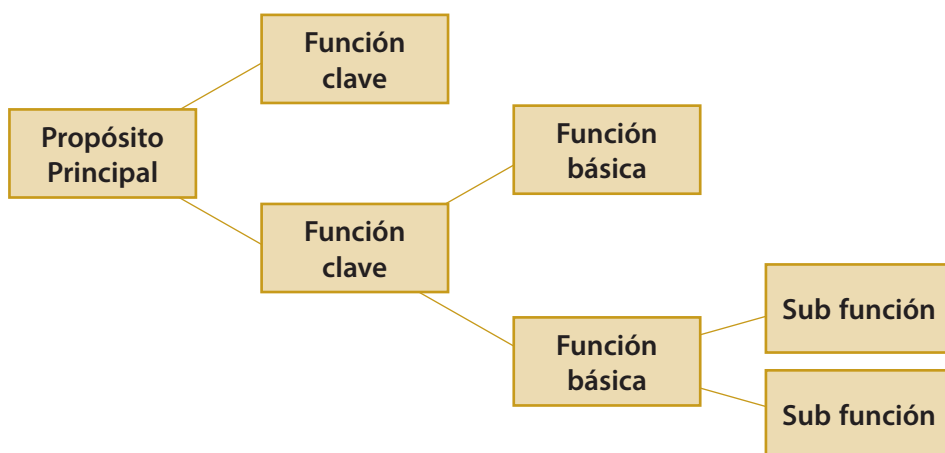 Función
clave
Propósito
Principal
Función
básica
Función
clave
Sub función
Función
básica
Sub función